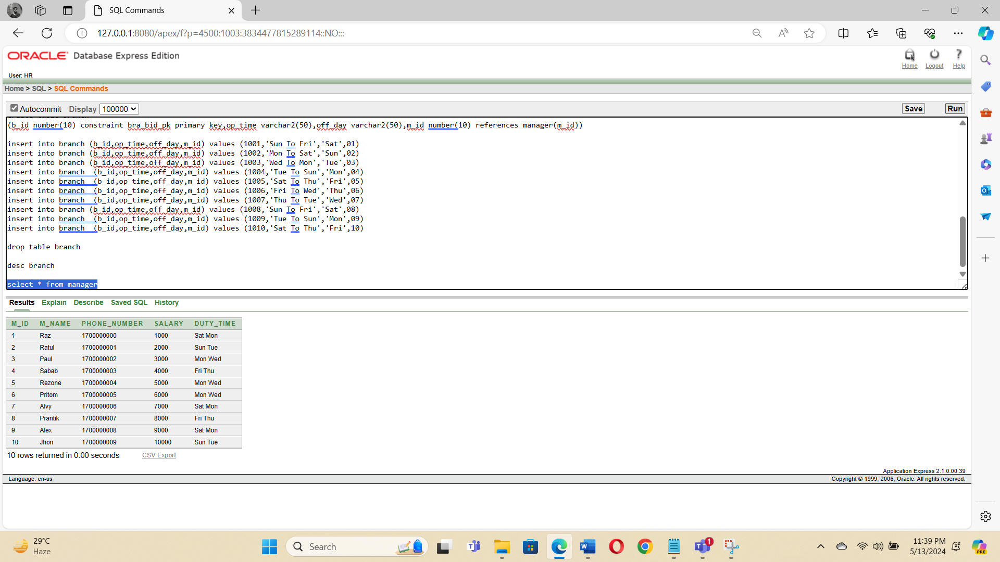 SQL Commands
127.0.0.1:8080/apex/f?p=4500:1003:3834477815289114::NO:::
ORACLE Database Express Edition
Home Logout Help
User: HR
Home > SQL > SQL Commands
Autocommit Display 100000 Save Run
(b_id number(10) constraint bra_bid_pk primary key,op_time varchar2(50),off_day varchar2(50),m_id number(10) references manager(m_id))
insert into branch (b_id,op_time,off_day,m_id) values (1001,'Sun To Fri','Sat',01)
insert into branch (b_id,op_time,off_day,m_id) values (1002,'Mon To Sat','Sun',02)
insert into branch (b_id,op_time,off_day,m_id) values (1003,'Wed To Mon','Tue',03)
insert into branch  (b_id,op_time,off_day,m_id) values (1004,'Tue To Sun','Mon',04)
insert into branch  (b_id,op_time,off_day,m_id) values (1005,'Sat To Thu','Fri',05)
insert into branch  (b_id,op_time,off_day,m_id) values (1006,'Fri To Wed','Thu',06)
insert into branch  (b_id,op_time,off_day,m_id) values (1007,'Thu To Tue','Wed',07)
insert into branch (b_id,op_time,off_day,m_id) values (1008,'Sun To Fri','Sat',08)
insert into branch  (b_id,op_time,off_day,m_id) values (1009,'Tue To Sun','Mon',09)
insert into branch  (b_id,op_time,off_day,m_id) values (1010,'Sat To Thu','Fri',10)
drop table branch
desc branch
select * from manager
Results Explain Describe Saved SQL History
M_ID M_NAME PHONE_NUMBER SALARY DUTY_TIME
1 Raz 1700000000 1000 Sat Mon
2 Ratul 1700000001 2000 Sun Tue
3 Paul 1700000002 3000 Mon Wed
4 Sabab 1700000003 4000 Fri Thu
5 Rezone 1700000004 5000 Mon Wed
6 Pritom 1700000005 6000 Mon Wed
7 Alvy 1700000006 7000 Sat Mon
8 Prantik 1700000007 8000 Fri Thu
9 Alex 1700000008 9000 Sat Mon
10 Jhon 1700000009 10000 Sun Tue
10 rows returned in 0.00 seconds CSV Export
Application Express 2.1.0.00.39
Language: en-us Copyright © 1999, 2006, Oracle. All rights reserved.
29°C
Haze
Search
1
11:39 PM
5/13/2024
PRE